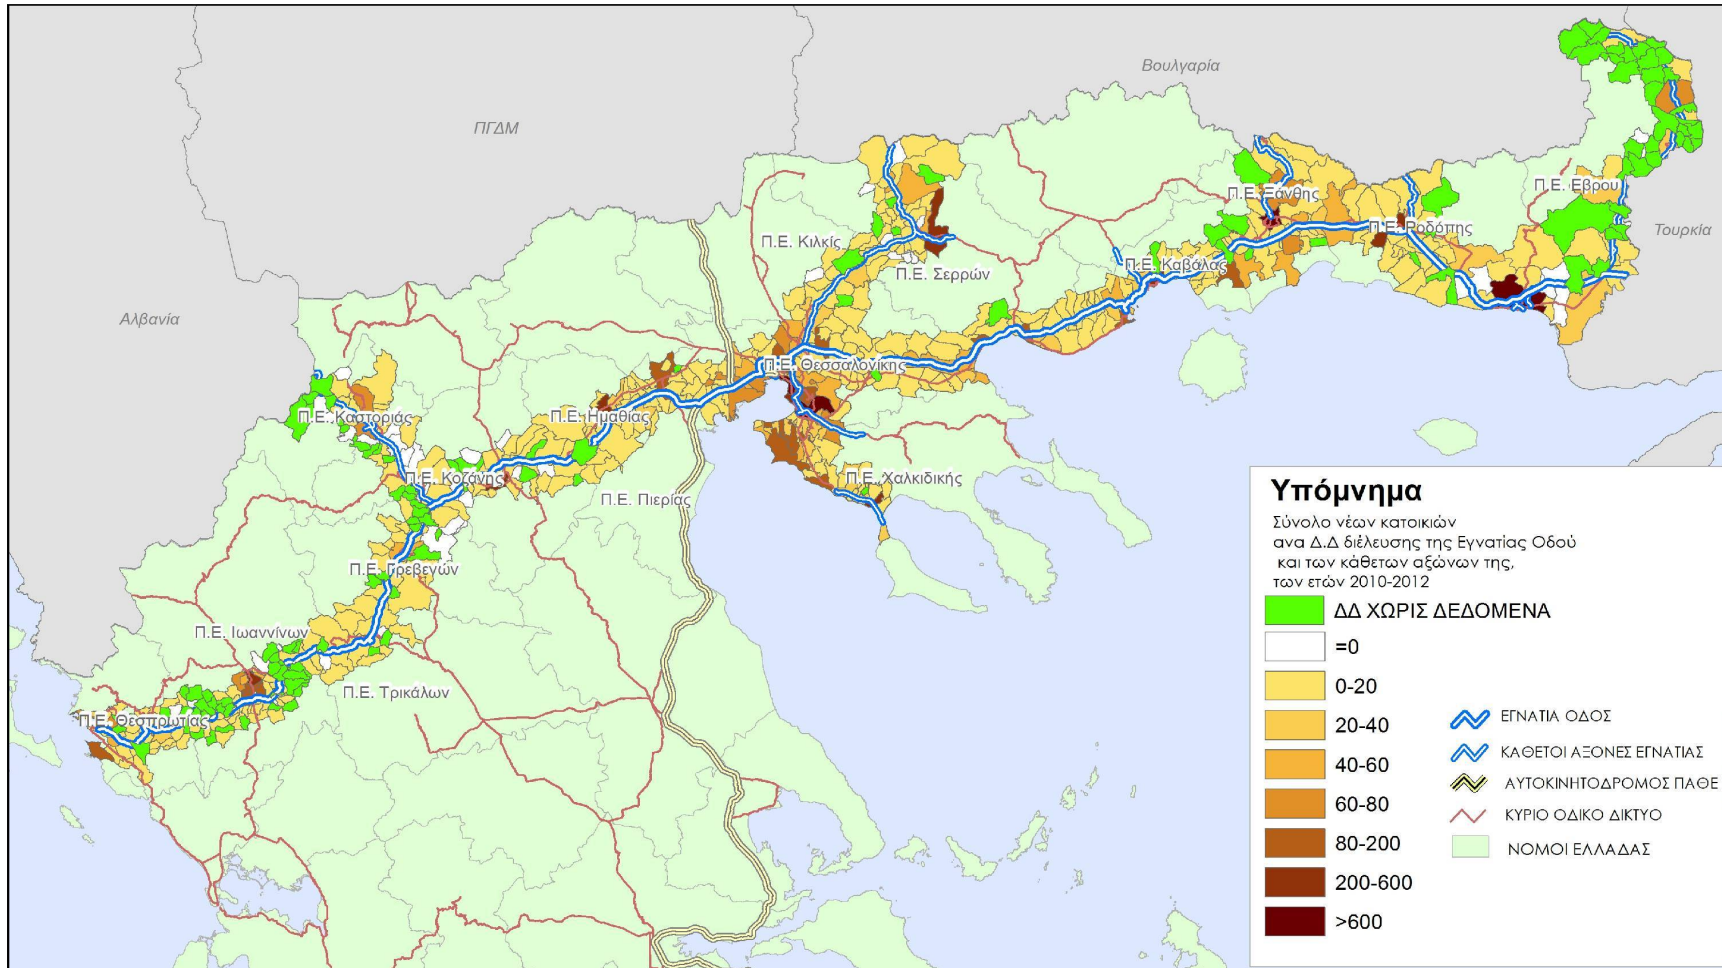 Βουλγαρία
ΠΓΔΜ
Π.Ε. Ξάνθης
Π.Ε. Έβρου
Π.Ε. Ροδόπης
Τουρκία
Π.Ε. Κιλκίς
Π.Ε. Σερρών
Π.Ε. Καβάλας
Αλβανία
Π.Ε. Θεσσαλονίκης
Π.Ε. Καστοριάς
Π.Ε. Ημαθίας
Π.Ε. Κοζάνης
Π.Ε. Χαλκιδικής
Π.Ε. Πιερίας
Π.Ε. Γρεβενών
Π.Ε. Ιωαννίνων
Π.Ε. Τρικάλων
Π.Ε. Θεσπρωτίας
Υπόμνημα
Σύνολο νέων κατοικιών
ανα Δ.Δ διέλευσης της Εγνατίας Οδού
και των κάθετων αξώνων της,
των ετών 2010-2012
ΔΔ ΧΩΡΙΣ ΔΕΔΟΜΕΝΑ
=0
0-20
20-40
40-60
60-80
80-200
200-600
>600
ΕΓΝΑΤΙΑ ΟΔΟΣ
ΚΑΘΕΤΟΙ ΑΞΟΝΕΣ ΕΓΝΑΤΙΑΣ
ΑΥΤΟΚΙΝΗΤΟΔΡΟΜΟΣ ΠΑΘΕ
ΚΥΡΙΟ ΟΔΙΚΟ ΔΙΚΤΥΟ
ΝΟΜΟΙ ΕΛΛΑΔΑΣ